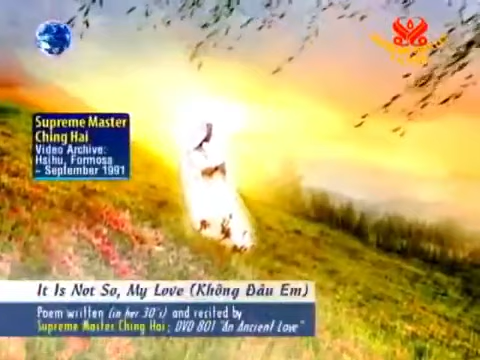 Supreme Master
Ching Hai
Video Archive:
Hsihu, Formosa
- September 1991
It Is Not So, My Love (Không Đâu Em)
Poem written (in her 30's) and recited by
Supreme Master Ching Hai; DVD 801 "An Ancient Love"